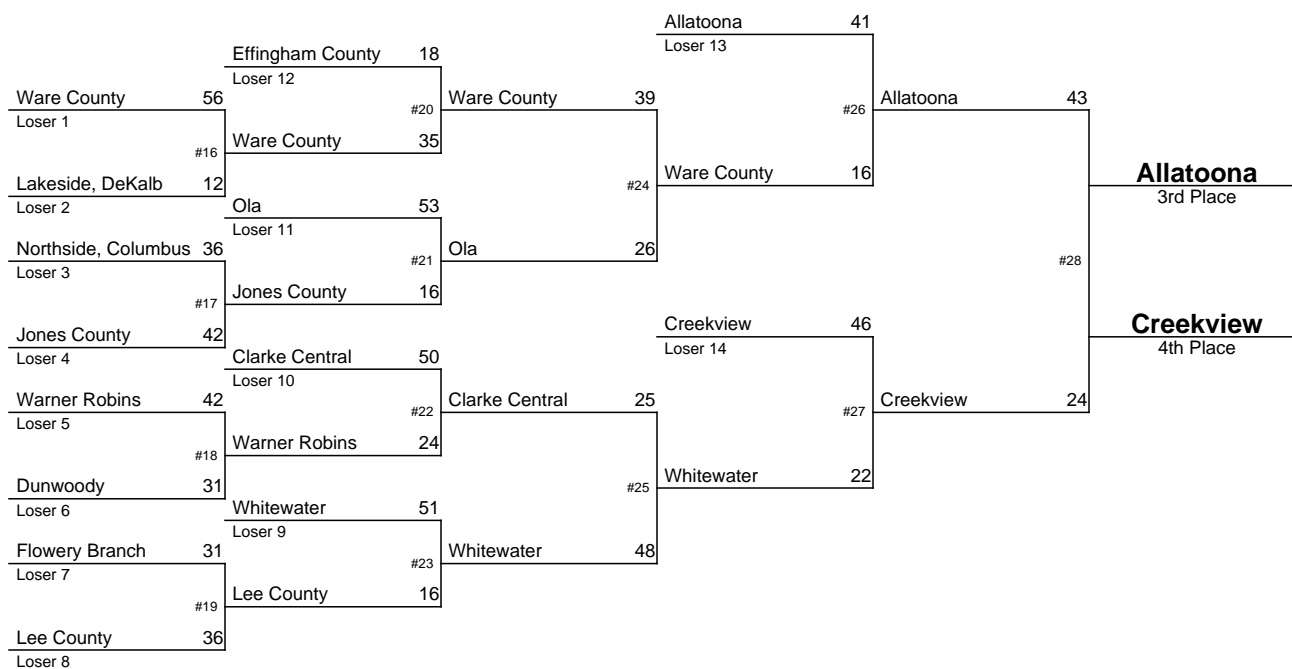 Allatoona 41
Loser 13
Effingham County 18
Loser 12
Ware County 56
Loser 1
#20
Ware County 39
#26
Allatoona 43
#16
Ware County 35
Lakeside, DeKalb 12
Loser 2
#24
Ware County 16
Allatoona
3rd Place
Ola 53
Loser 11
Northside, Columbus 36
Loser 3
#21
Ola 26
#28
#17
Jones County 16
Jones County 42
Loser 4
Creekview 46
Loser 14
Creekview
4th Place
Clarke Central 50
Loser 10
Warner Robins 42
Loser 5
#22
Clarke Central 25
#27
Creekview 24
#18
Warner Robins 24
Dunwoody 31
Loser 6
#25
Whitewater 22
Whitewater 51
Loser 9
Flowery Branch 31
Loser 7
#23
Whitewater 48
#19
Lee County 16
Lee County 36
Loser 8